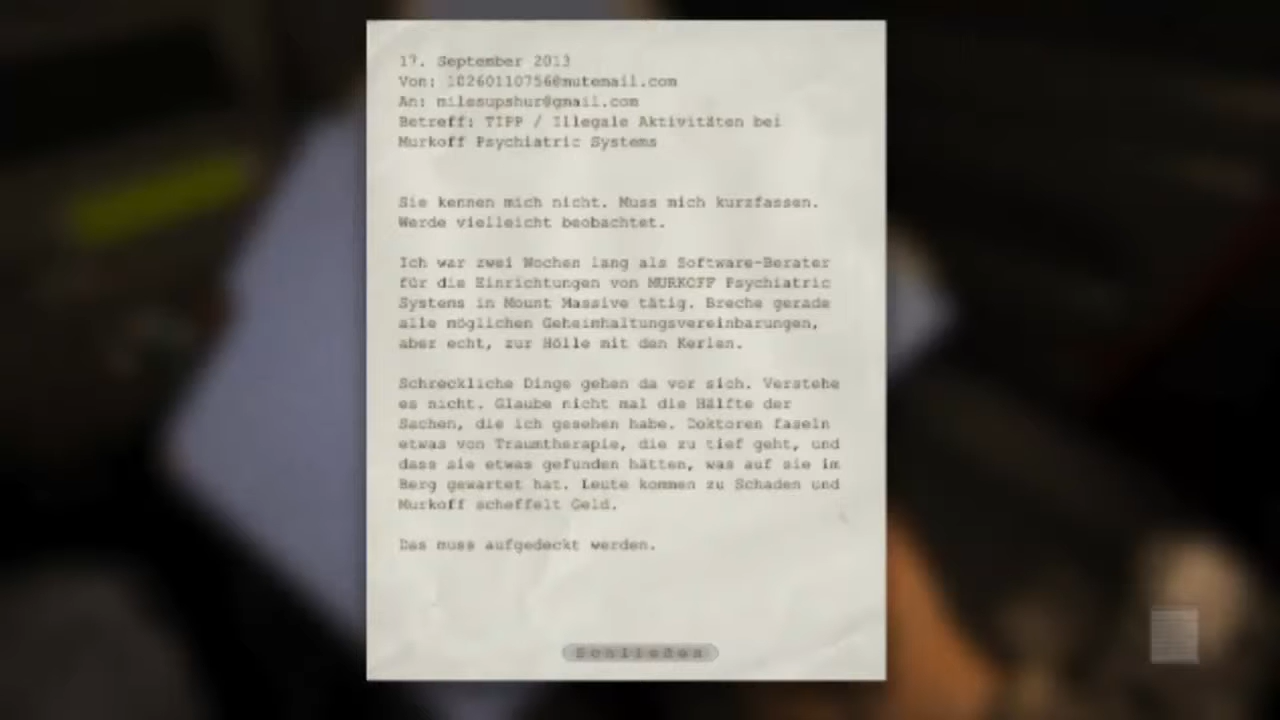 17. September 2013
Von: 10260110756@mutemail.com
An: milesupshur@gmail.com
Betreff: TIPP / Illegale Aktivitäten bei
Murkoff Psychiatric Systems
Sie kennen mich nicht. Muss mich kurzfassen.
Werde vielleicht beobachtet.
Ich war zwei Wochen lang als Software-Berater
für die Einrichtungen von MURKOFF Psychiatric
Systems in Mount Massive tätig. Breche gerade
alle möglichen Geheimhaltungsvereinbarungen,
aber echt, zur Hölle mit den Kerlen.
Schreckliche Dinge gehen da vor sich. Verstehe
es nicht. Glaube nicht mal die Hälfte der
Sachen, die ich gesehen habe. Doktoren faseln
etwas von Traumtherapie, die zu tief geht, und
dass sie etwas gefunden hätten, was auf sie im
Berg gewartet hat. Leute kommen zu Schaden und
Murkoff scheffelt Geld.
Das muss aufgedeckt werden.
Schließen